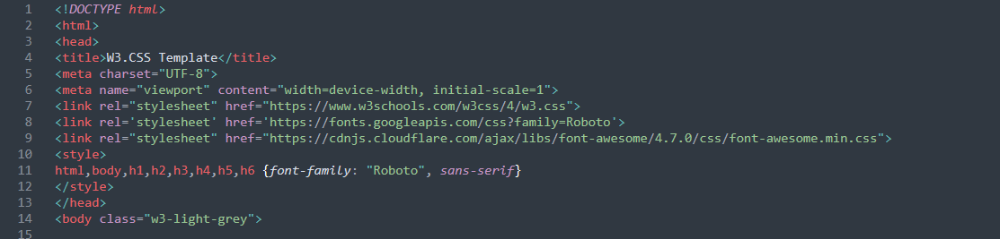 1 <!DOCTYPE html>
2 <html>
3 <head>
4 <title>W3.CSS Template</title>
5 <meta charset="UTF-8">
6 <meta name="viewport" content="width=device-width, initial-scale=1">
7 <link rel="stylesheet" href="https://www.w3schools.com/w3css/4/w3.css">
8 <link rel='stylesheet' href='https://fonts.googleapis.com/css?family=Roboto'>
9 <link rel="stylesheet" href="https://cdnjs.cloudflare.com/ajax/libs/font-awesome/4.7.0/css/font-awesome.min.css">
10 <style>
11 html,body,h1,h2,h3,h4,h5,h6 {font-family: "Roboto", sans-serif}
12 </style>
13 </head>
14 <body class="w3-light-grey">
15